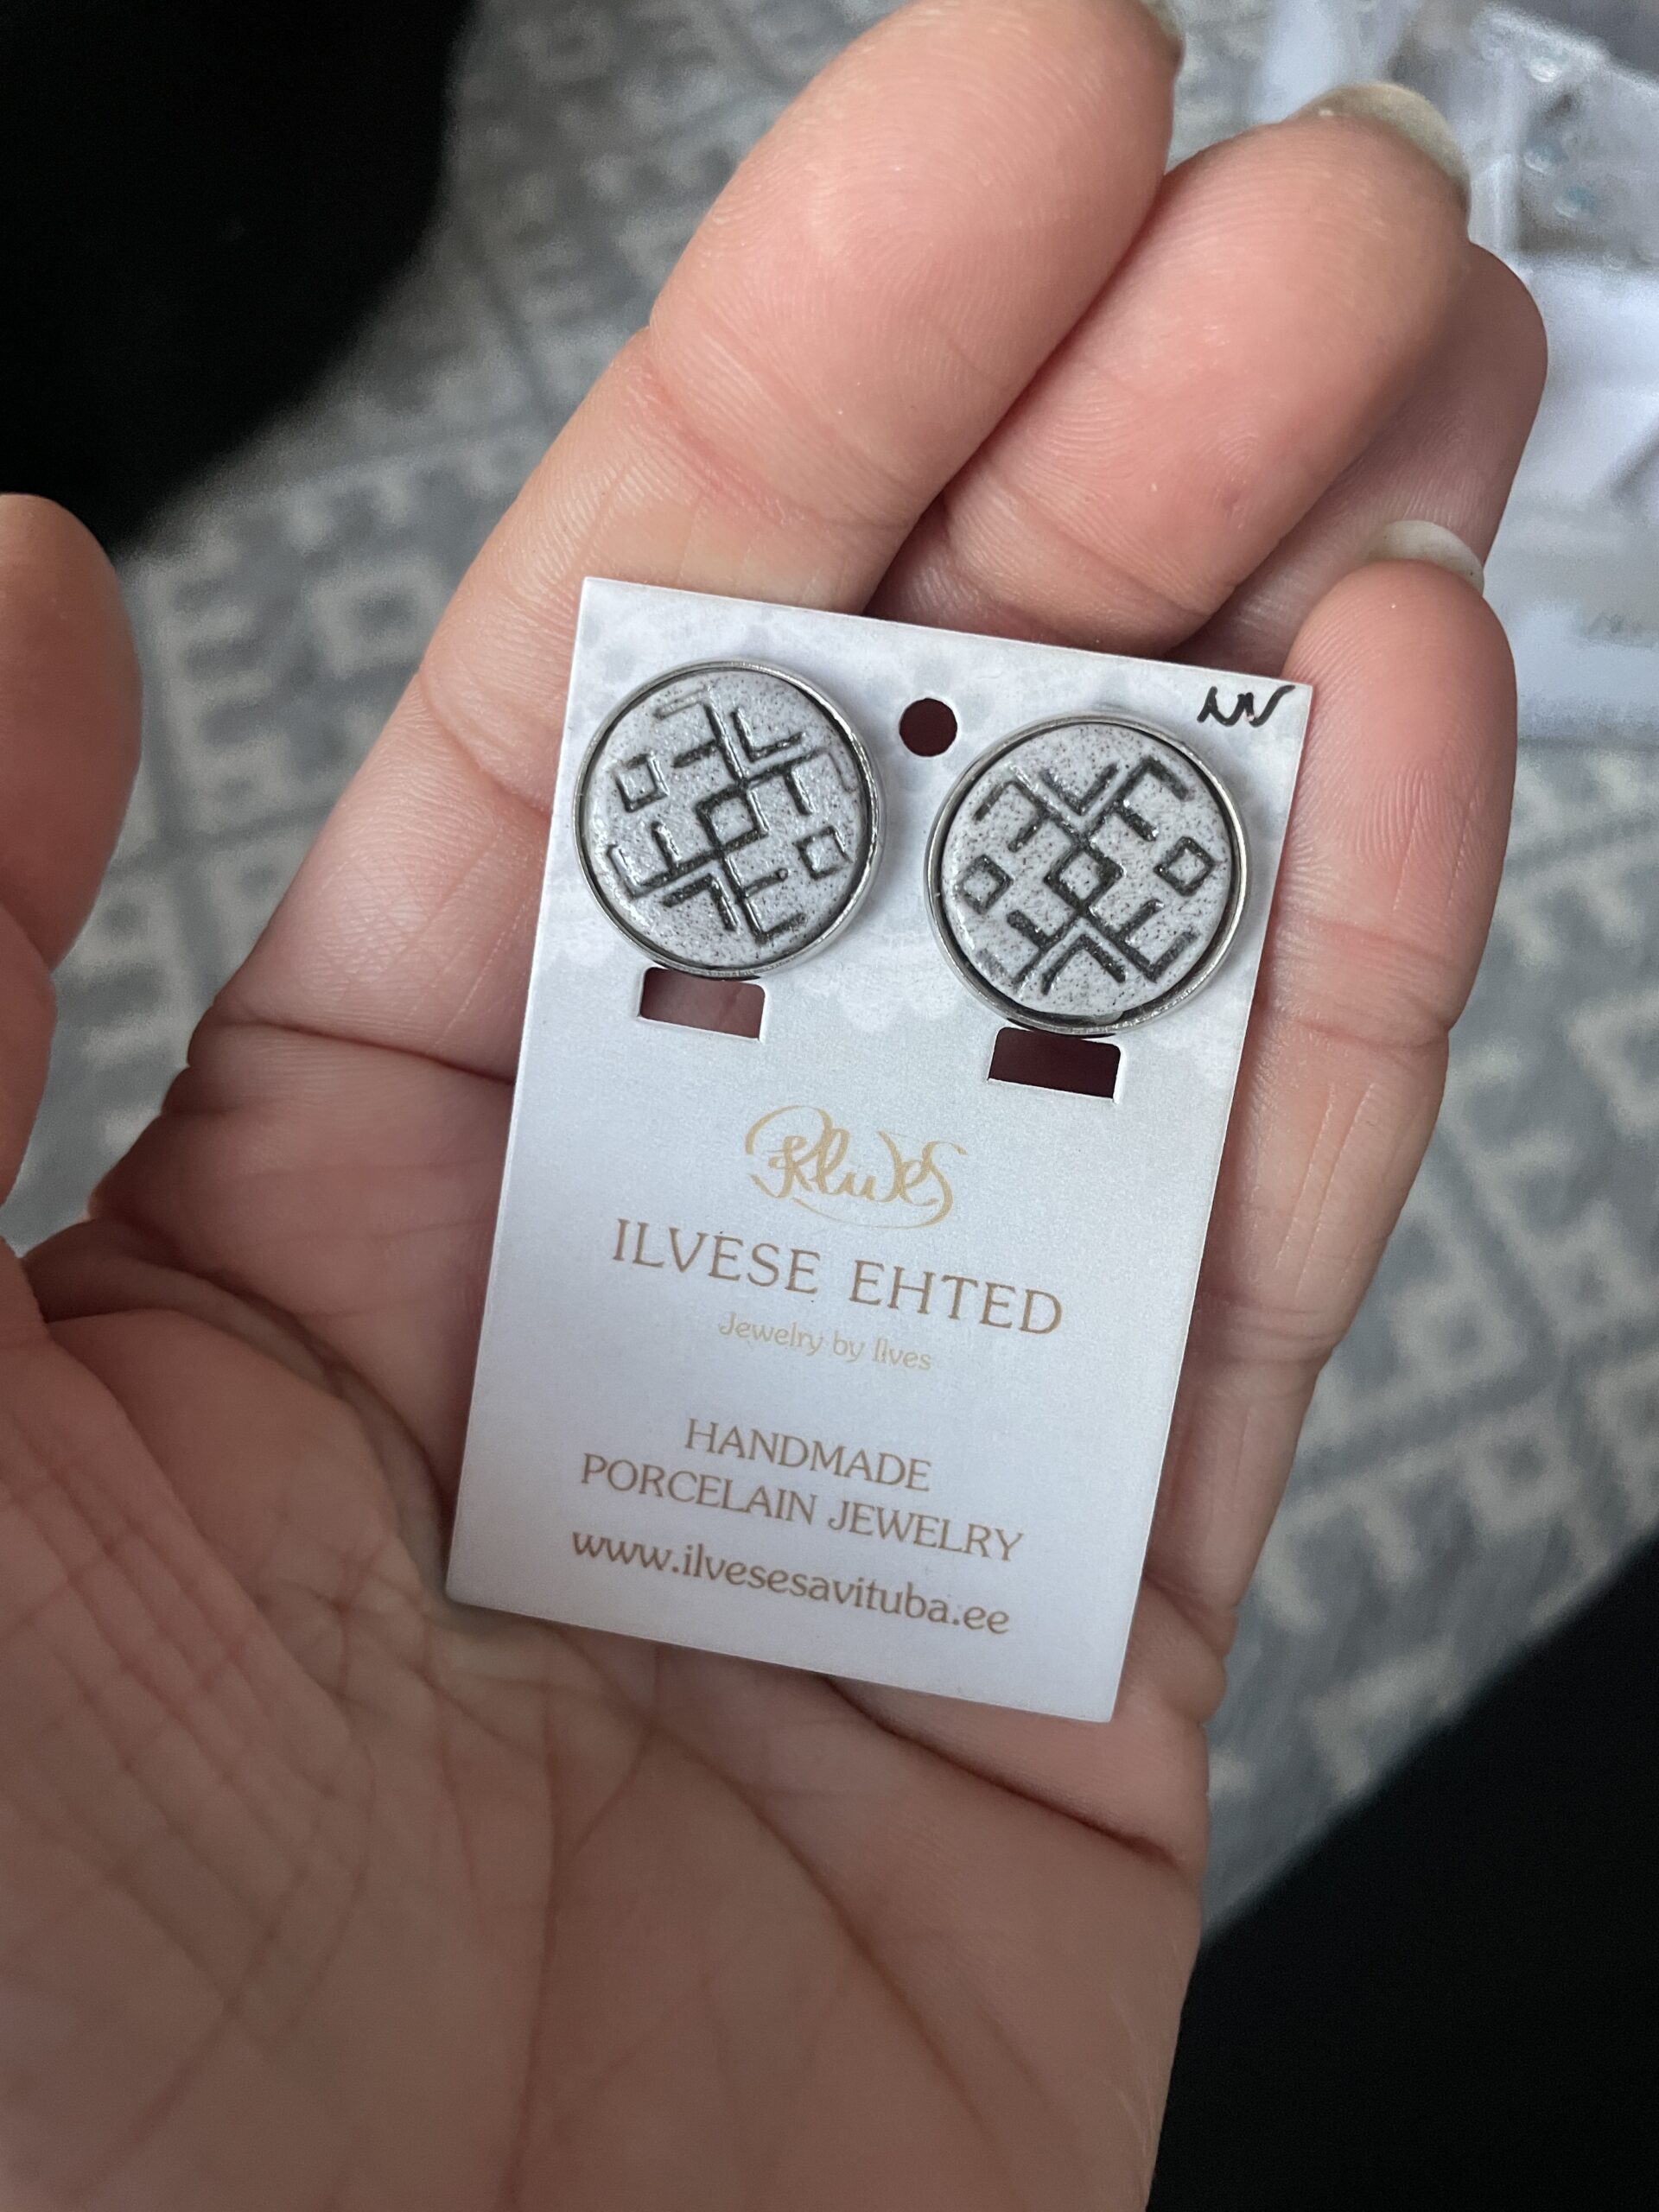 ILVESE EHTED
Jewelry by Ilves
HANDMADE
PORCELAIN JEWELRY
www.ilvesesavituba.ee